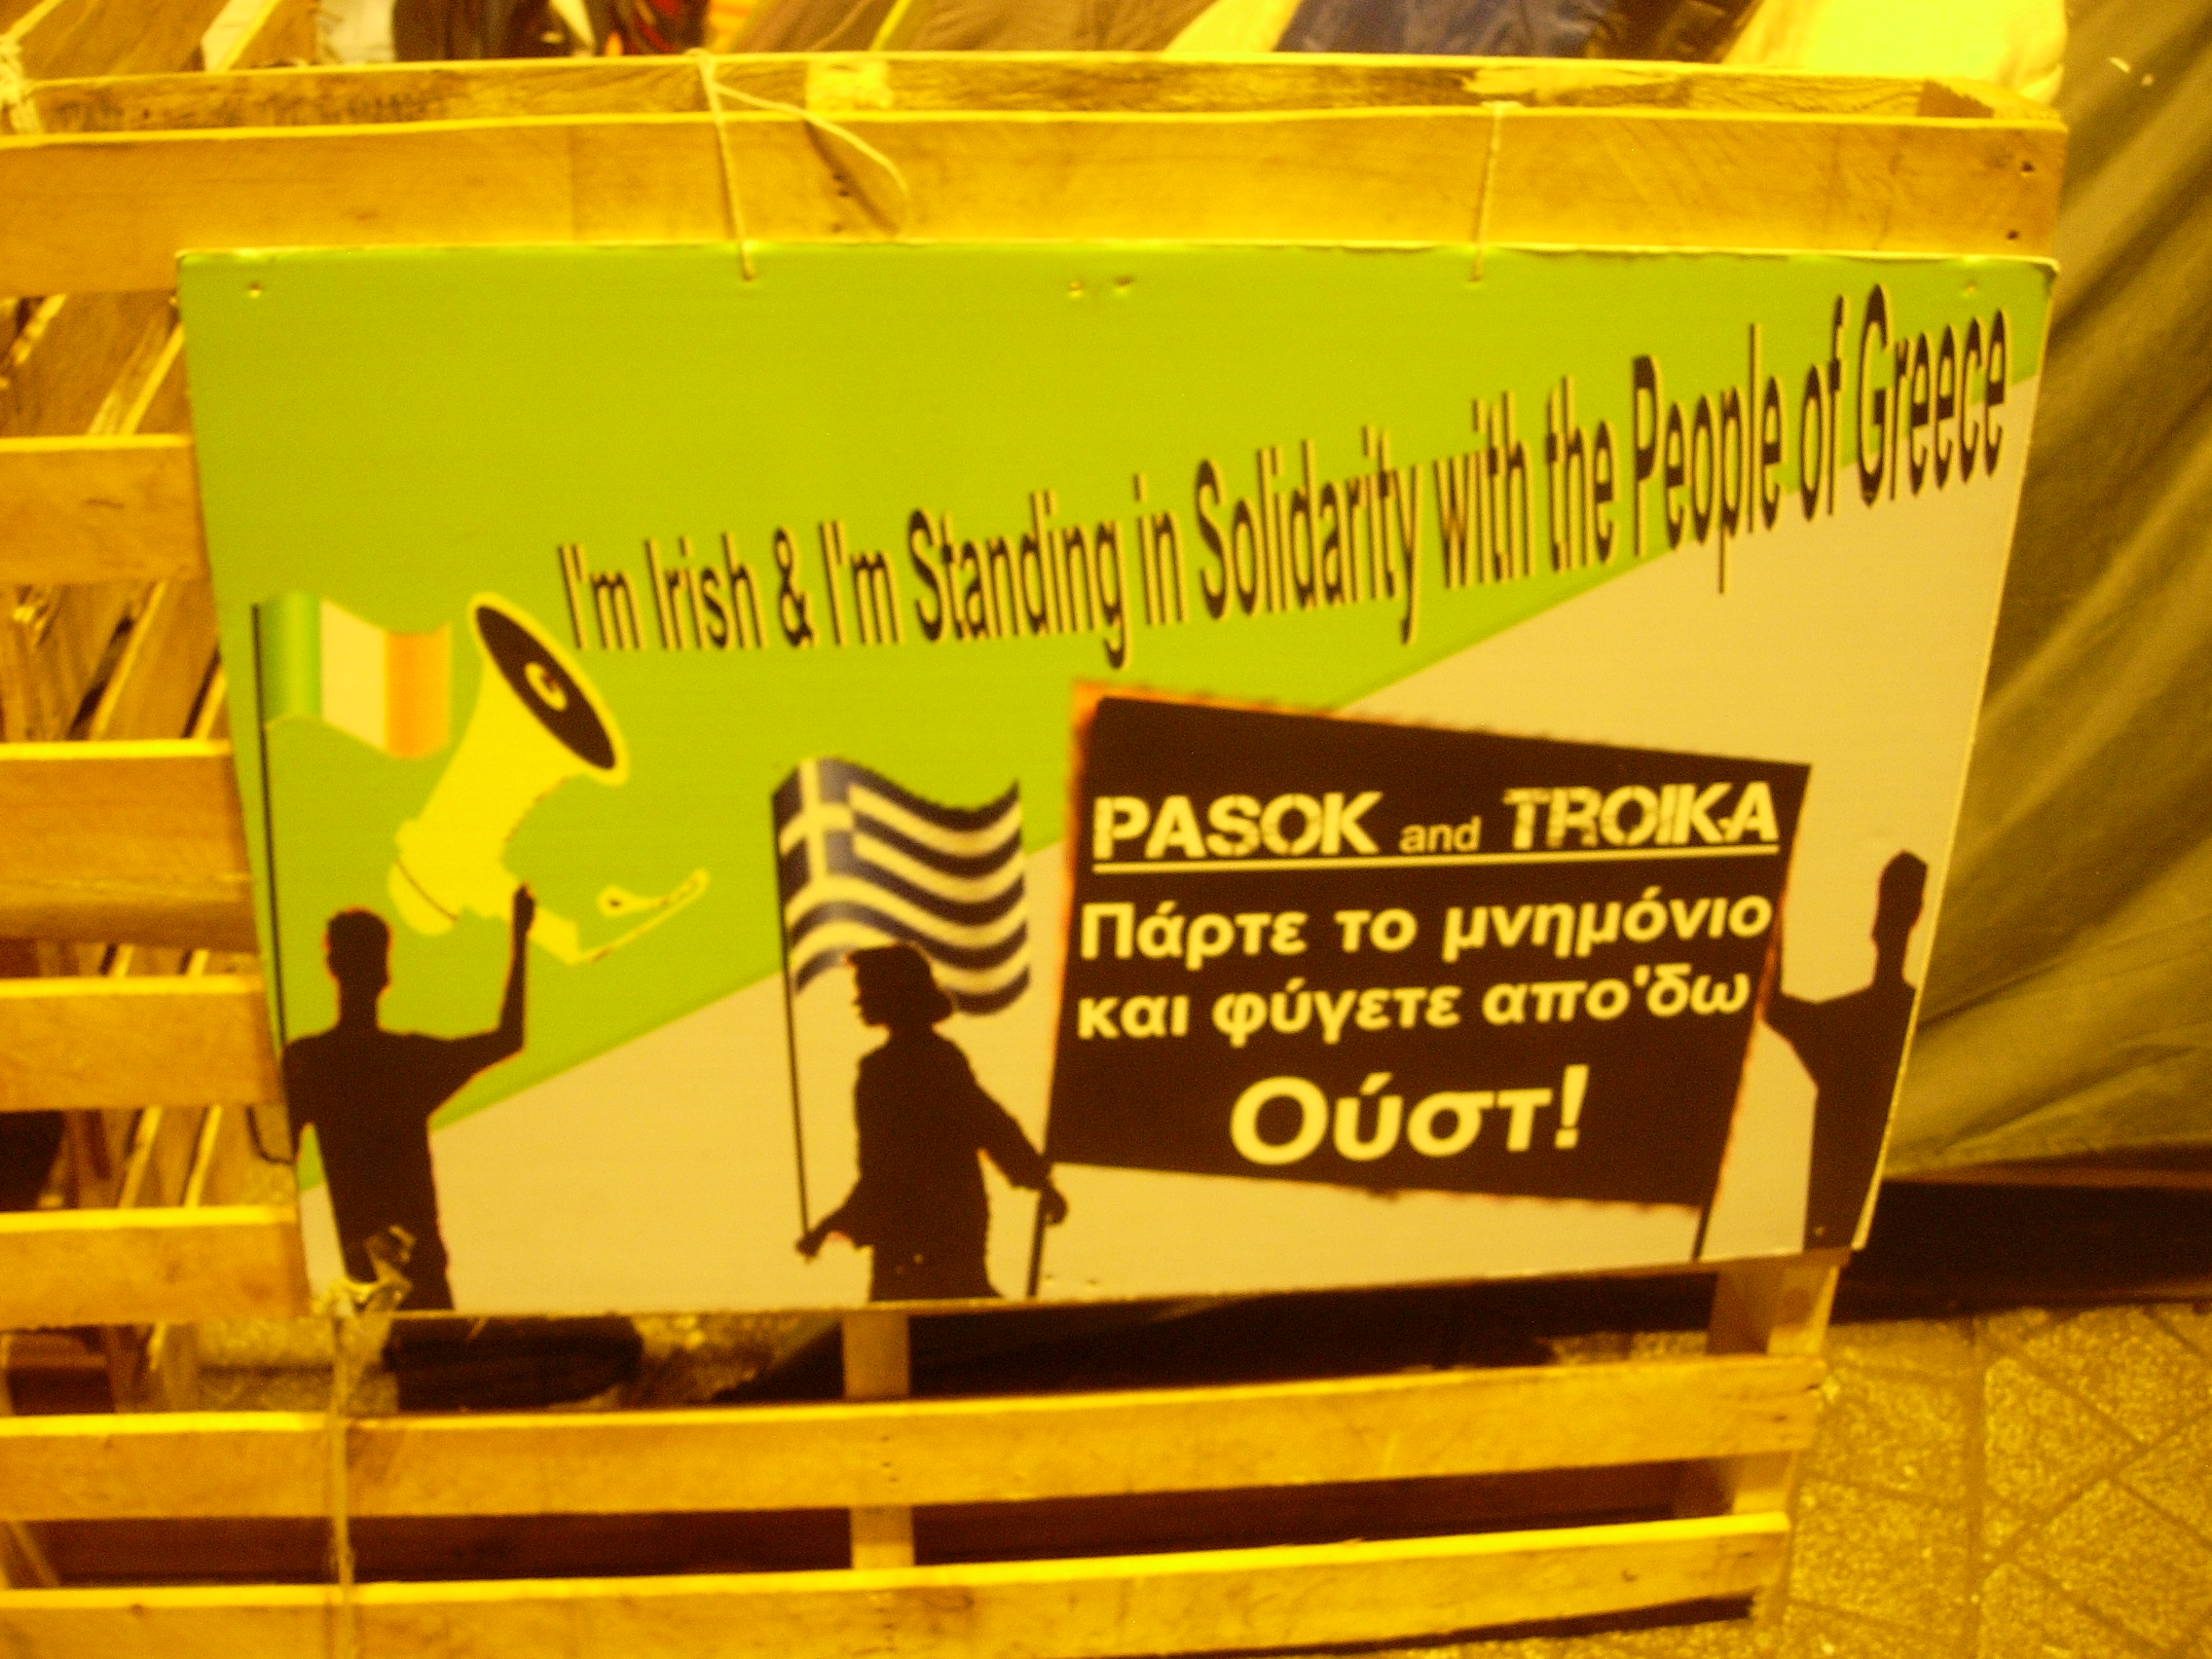 I'm Irish & I'm Standing in Solidarity with the People of Greece
PASOK and TROIKA
Πάρτε το μνημόνιο
και φύγετε απο'δω
Ούστ!